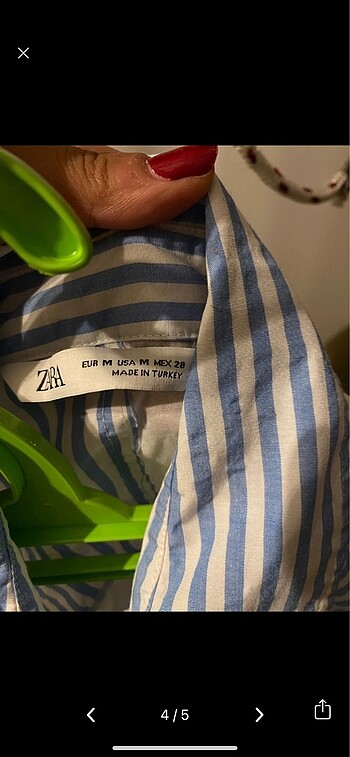 ZARA
EUR M USA M MEX 28
MADE IN TURKEY
4/5